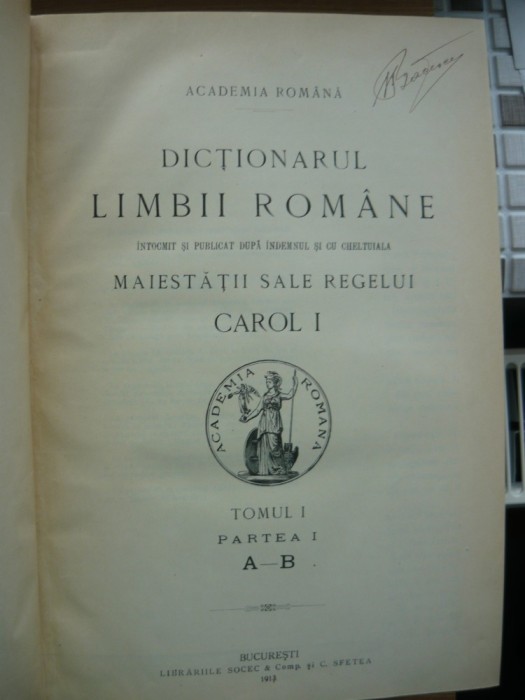 ACADEMIA ROMÂNĂ
DICȚIONARUL
LIMBII ROMÂNE
ÎNTOCMIT ȘI PUBLICAT DUPĂ ÎNDEMNUL ȘI CU CHELTUIALA
MAIESTĂȚII SALE REGELUI
CAROL I
ACADEMIA ROMANA
TOMUL I
PARTEA I
A—B
BUCUREȘTI
LIBRĂRIILE SOCEC & Comp. și C. SFETEA
1913